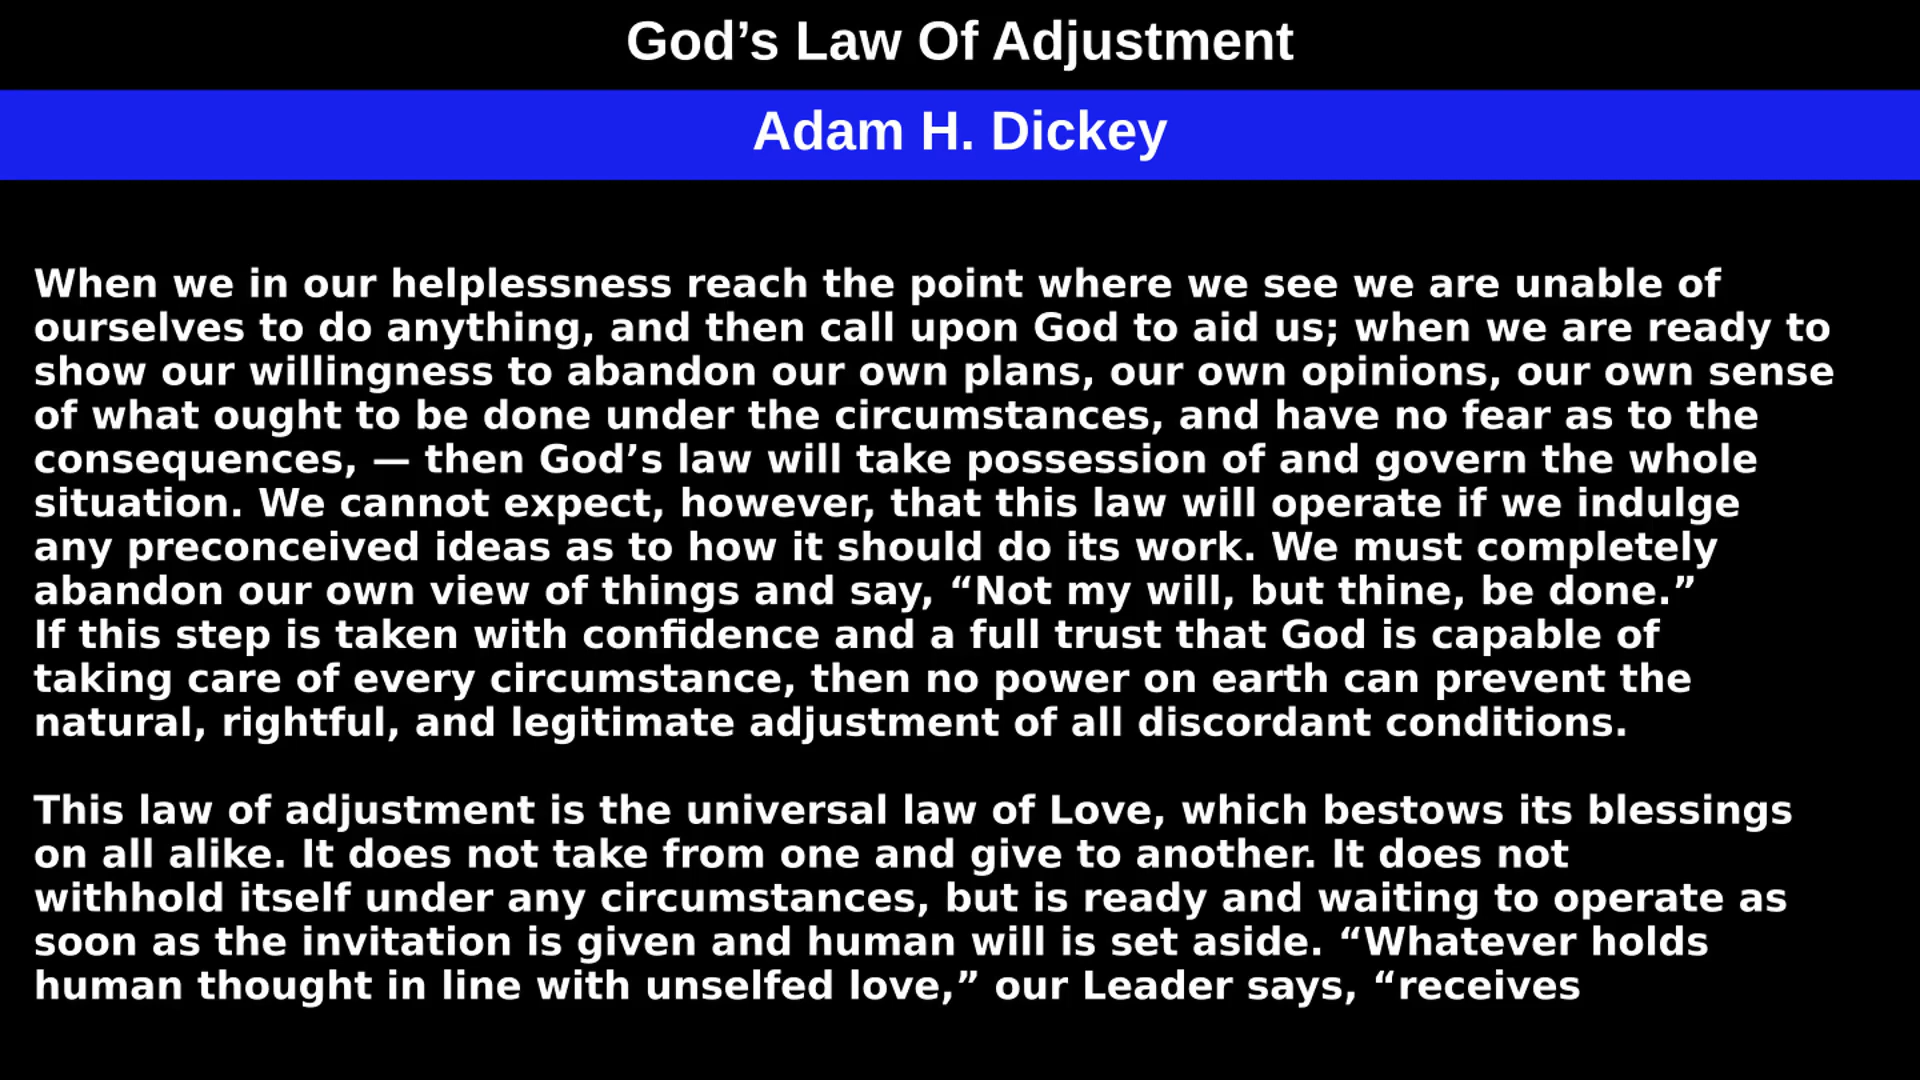 God’s Law Of Adjustment
Adam H. Dickey
When we in our helplessness reach the point where we see we are unable of
ourselves to do anything, and then call upon God to aid us; when we are ready to
show our willingness to abandon our own plans, our own opinions, our own sense
of what ought to be done under the circumstances, and have no fear as to the
consequences, — then God’s law will take possession of and govern the whole
situation. We cannot expect, however, that this law will operate if we indulge
any preconceived ideas as to how it should do its work. We must completely
abandon our own view of things and say, “Not my will, but thine, be done.”
If this step is taken with confidence and a full trust that God is capable of
taking care of every circumstance, then no power on earth can prevent the
natural, rightful, and legitimate adjustment of all discordant conditions.
This law of adjustment is the universal law of Love, which bestows its blessings
on all alike. It does not take from one and give to another. It does not
withhold itself under any circumstances, but is ready and waiting to operate as
soon as the invitation is given and human will is set aside. “Whatever holds
human thought in line with unselfed love,” our Leader says, “receives